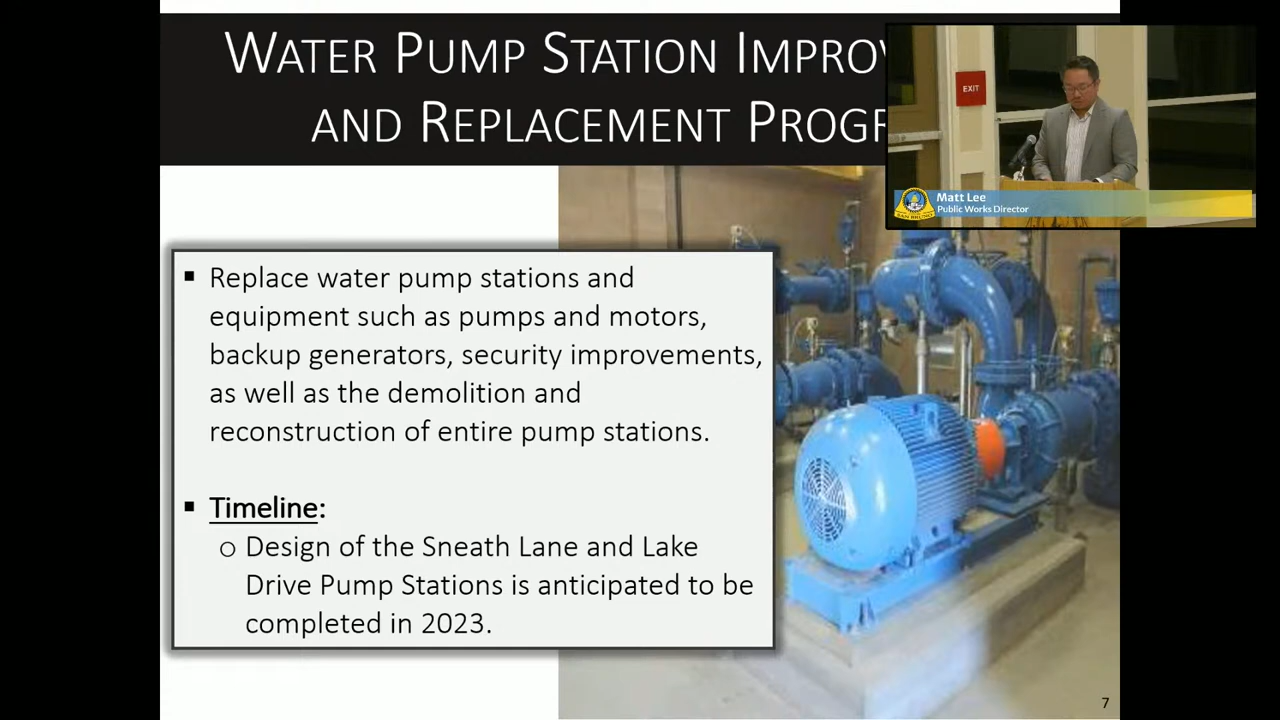 WATER PUMP STATION IMPROV
AND REPLACEMENT PROGR
EXIT
Matt Lee
Public Works Director
SAN BRUNO
▪ Replace water pump stations and
equipment such as pumps and motors,
backup generators, security improvements,
as well as the demolition and
reconstruction of entire pump stations.
▪ Timeline:
o Design of the Sneath Lane and Lake
Drive Pump Stations is anticipated to be
completed in 2023.
7